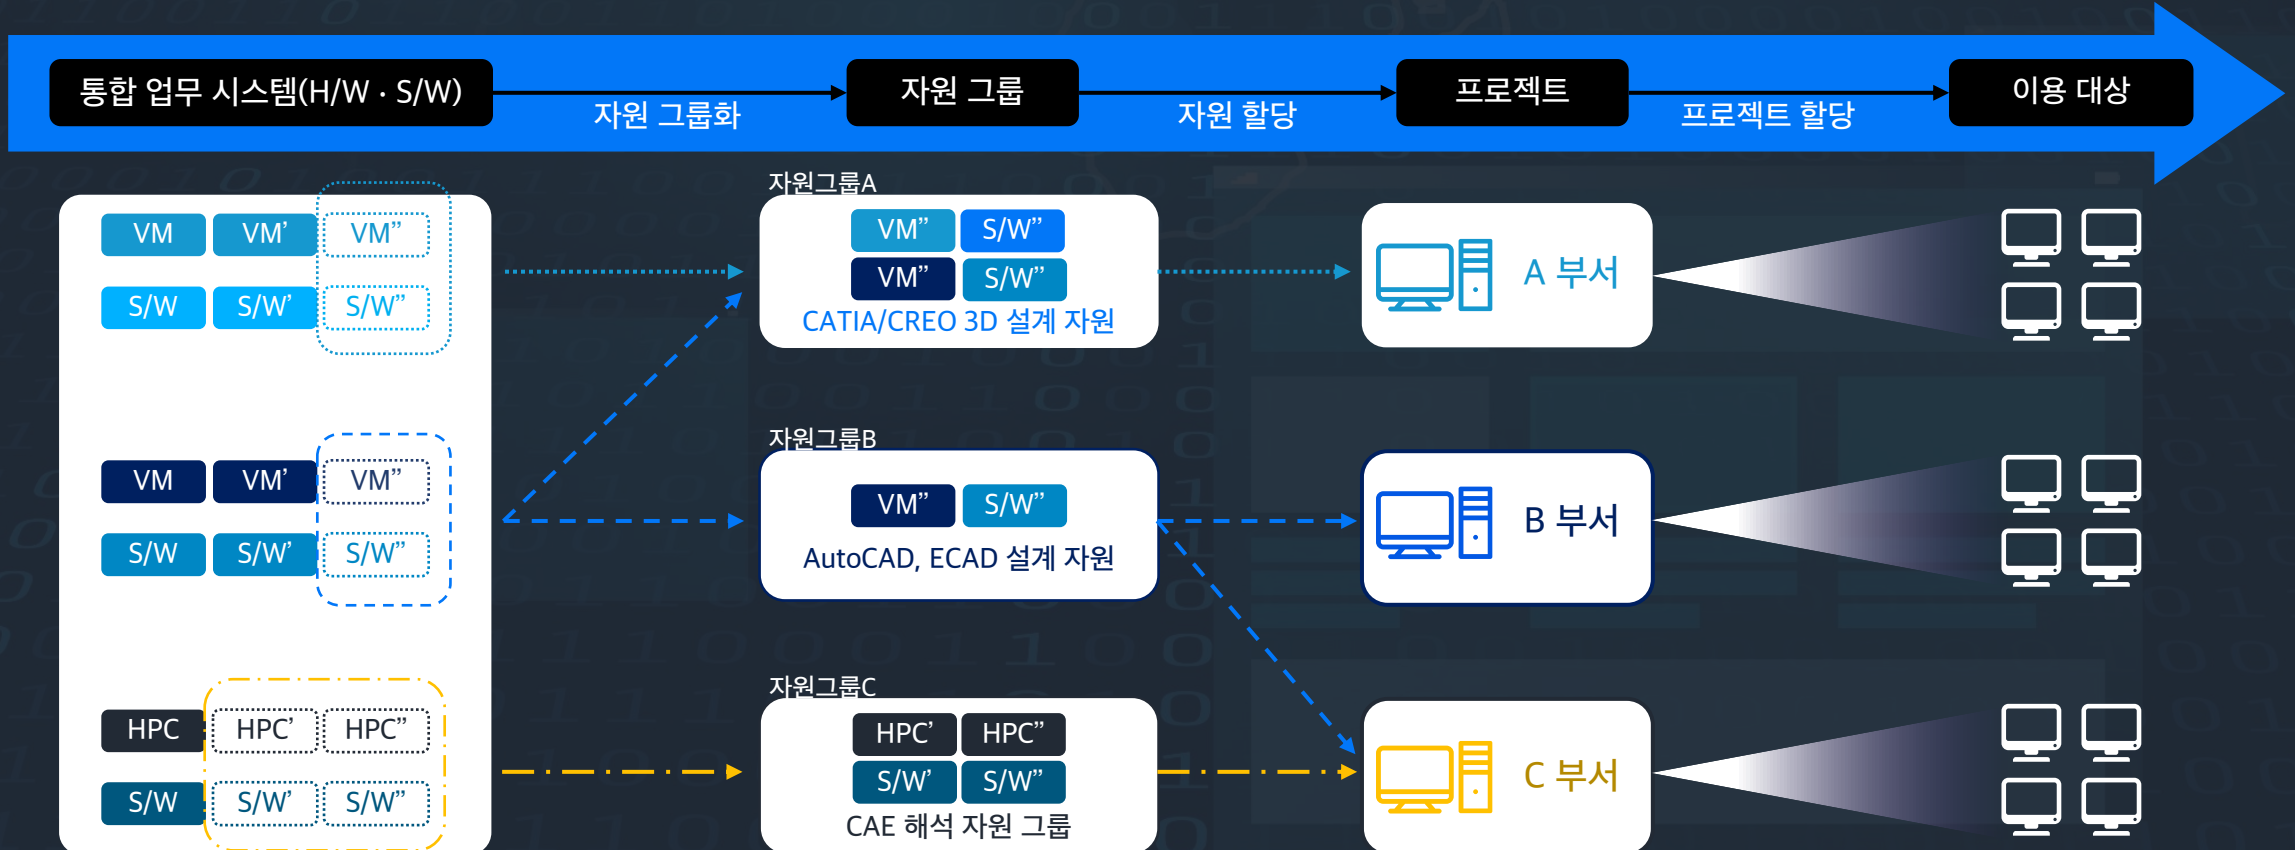 통합 업무 시스템(H/W · S/W)
자원 그룹화
자원 그룹
자원 할당
프로젝트
프로젝트 할당
이용 대상
VM VM’ VM”
S/W S/W’ S/W”
VM VM’ VM”
S/W S/W’ S/W”
HPC HPC’ HPC”
S/W S/W’ S/W”
자원그룹A
VM” S/W”
VM” S/W”
CATIA/CREO 3D 설계 자원
자원그룹B
VM” S/W”
AutoCAD, ECAD 설계 자원
자원그룹C
HPC’ HPC”
S/W’ S/W”
CAE 해석 자원 그룹
A 부서
B 부서
C 부서